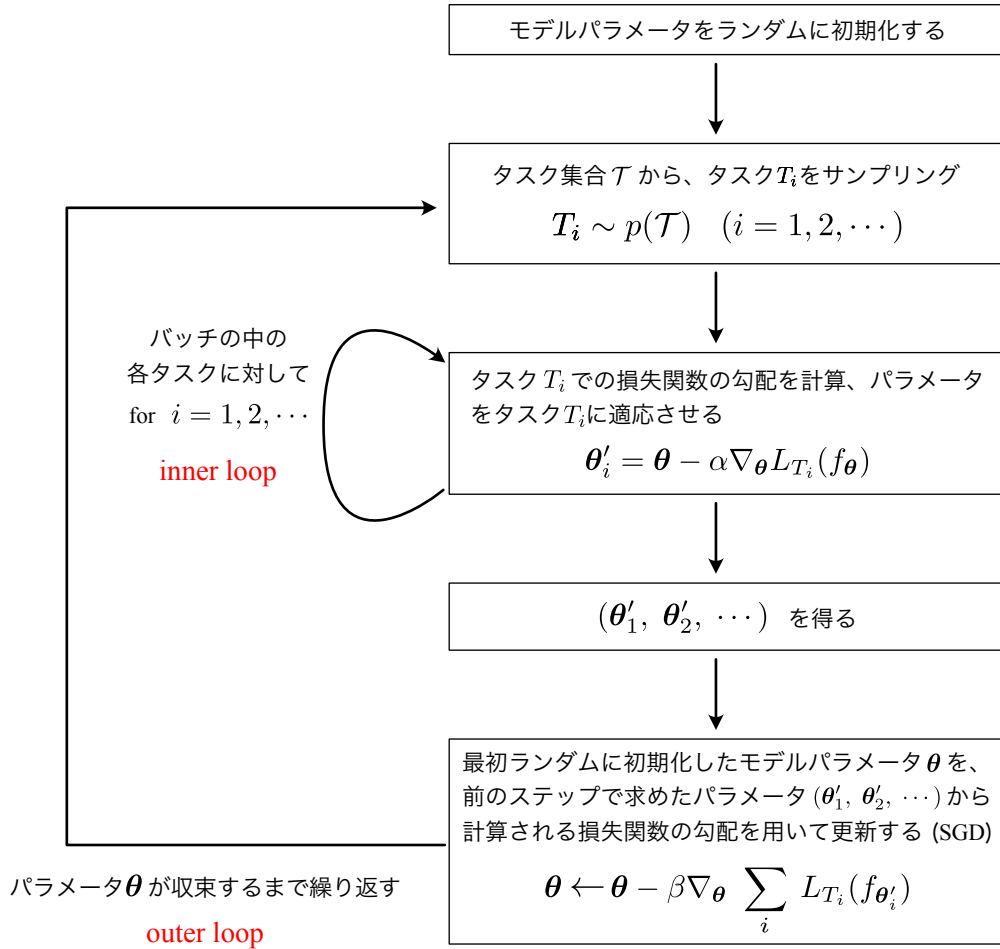 モデルパラメータをランダムに初期化する
タスク集合 𝒯 から、タスクTᵢをサンプリング
Tᵢ ∼ p(𝒯) (i = 1, 2, ⋯)
バッチの中の
各タスクに対して
for i = 1, 2, ⋯
inner loop
タスク Tᵢ での損失関数の勾配を計算、パラメータ
をタスクTᵢに適応させる
θ′ᵢ = θ − α∇_θ L_{Tᵢ}(f_θ)
(θ′₁, θ′₂, ⋯) を得る
最初ランダムに初期化したモデルパラメータ θ を、
前のステップで求めたパラメータ (θ′₁, θ′₂, ⋯) から
計算される損失関数の勾配を用いて更新する (SGD)
θ ← θ − β∇_θ ∑_i L_{Tᵢ}(f_{θ′ᵢ})
パラメータθ が収束するまで繰り返す
outer loop